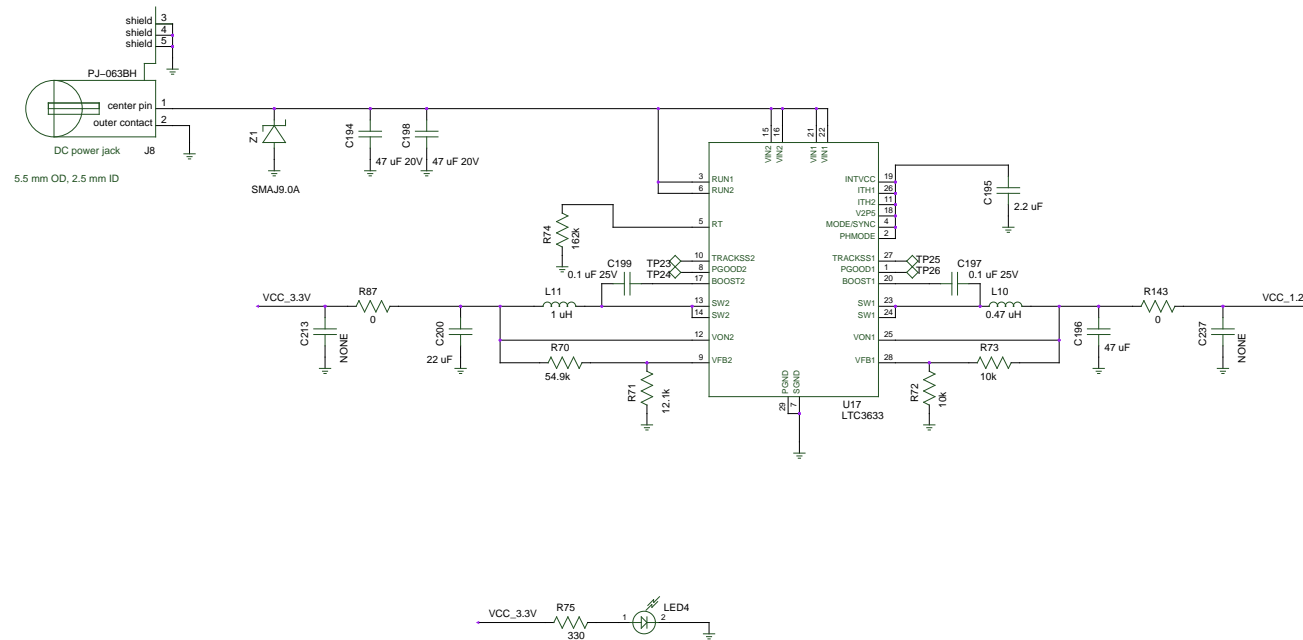 shield 3
shield 4
shield 5
PJ-063BH
center pin 1
outer contact 2
DC power jack J8
5.5 mm OD, 2.5 mm ID
Z1
SMAJ9.0A
C194
47 uF 20V
C198
47 uF 20V
15 16 21 22
VIN2 VIN2 VIN1 VIN1
3 RUN1
6 RUN2
5 RT
R74
162k
TP23 10 TRACKSS2
TP24 8 PGOOD2
17 BOOST2
13 SW2
14 SW2
12 VON2
9 VFB2
INTVCC 19
ITH1 26
ITH2 11
V2P5 18
MODE/SYNC 4
PHMODE 2
TRACKSS1 27 TP25
PGOOD1 1 TP26
BOOST1 20
SW1 23
SW1 24
VON1 25
VFB1 28
PGND SGND
29 7
U17
LTC3633
C195
2.2 uF
C199
0.1 uF 25V
C197
0.1 uF 25V
VCC_3.3V
R87
0
C213
NONE
C200
22 uF
L11
1 uH
R70
54.9k
R71
12.1k
L10
0.47 uH
R73
10k
R72
10k
C196
47 uF
R143
0
C237
NONE
VCC_1.2
VCC_3.3V
R75
330
1 2
LED4